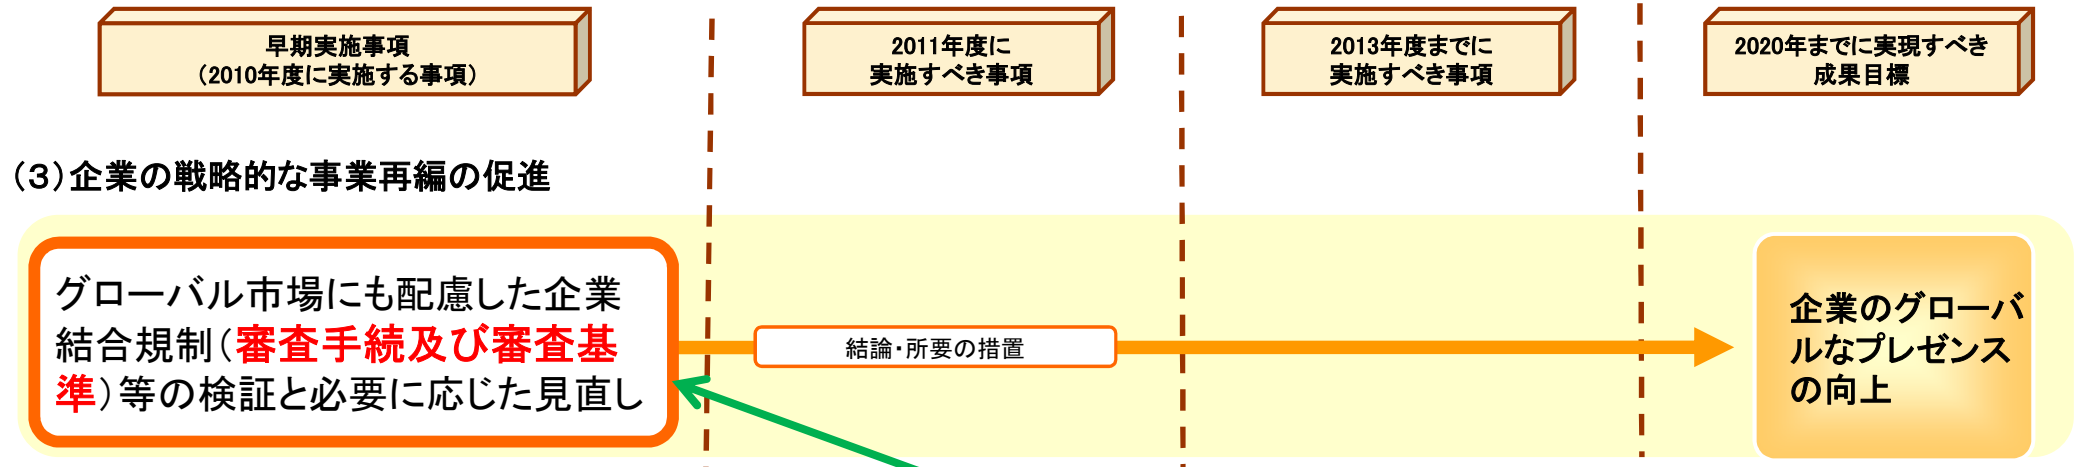 早期実施事項
（2010年度に実施する事項）
2011年度に
実施すべき事項
2013年度までに
実施すべき事項
2020年までに実現すべき
成果目標
（３）企業の戦略的な事業再編の促進
グローバル市場にも配慮した企業
結合規制（審査手続及び審査基
準）等の検証と必要に応じた見直し
結論・所要の措置
企業のグローバ
ルなプレゼンス
の向上